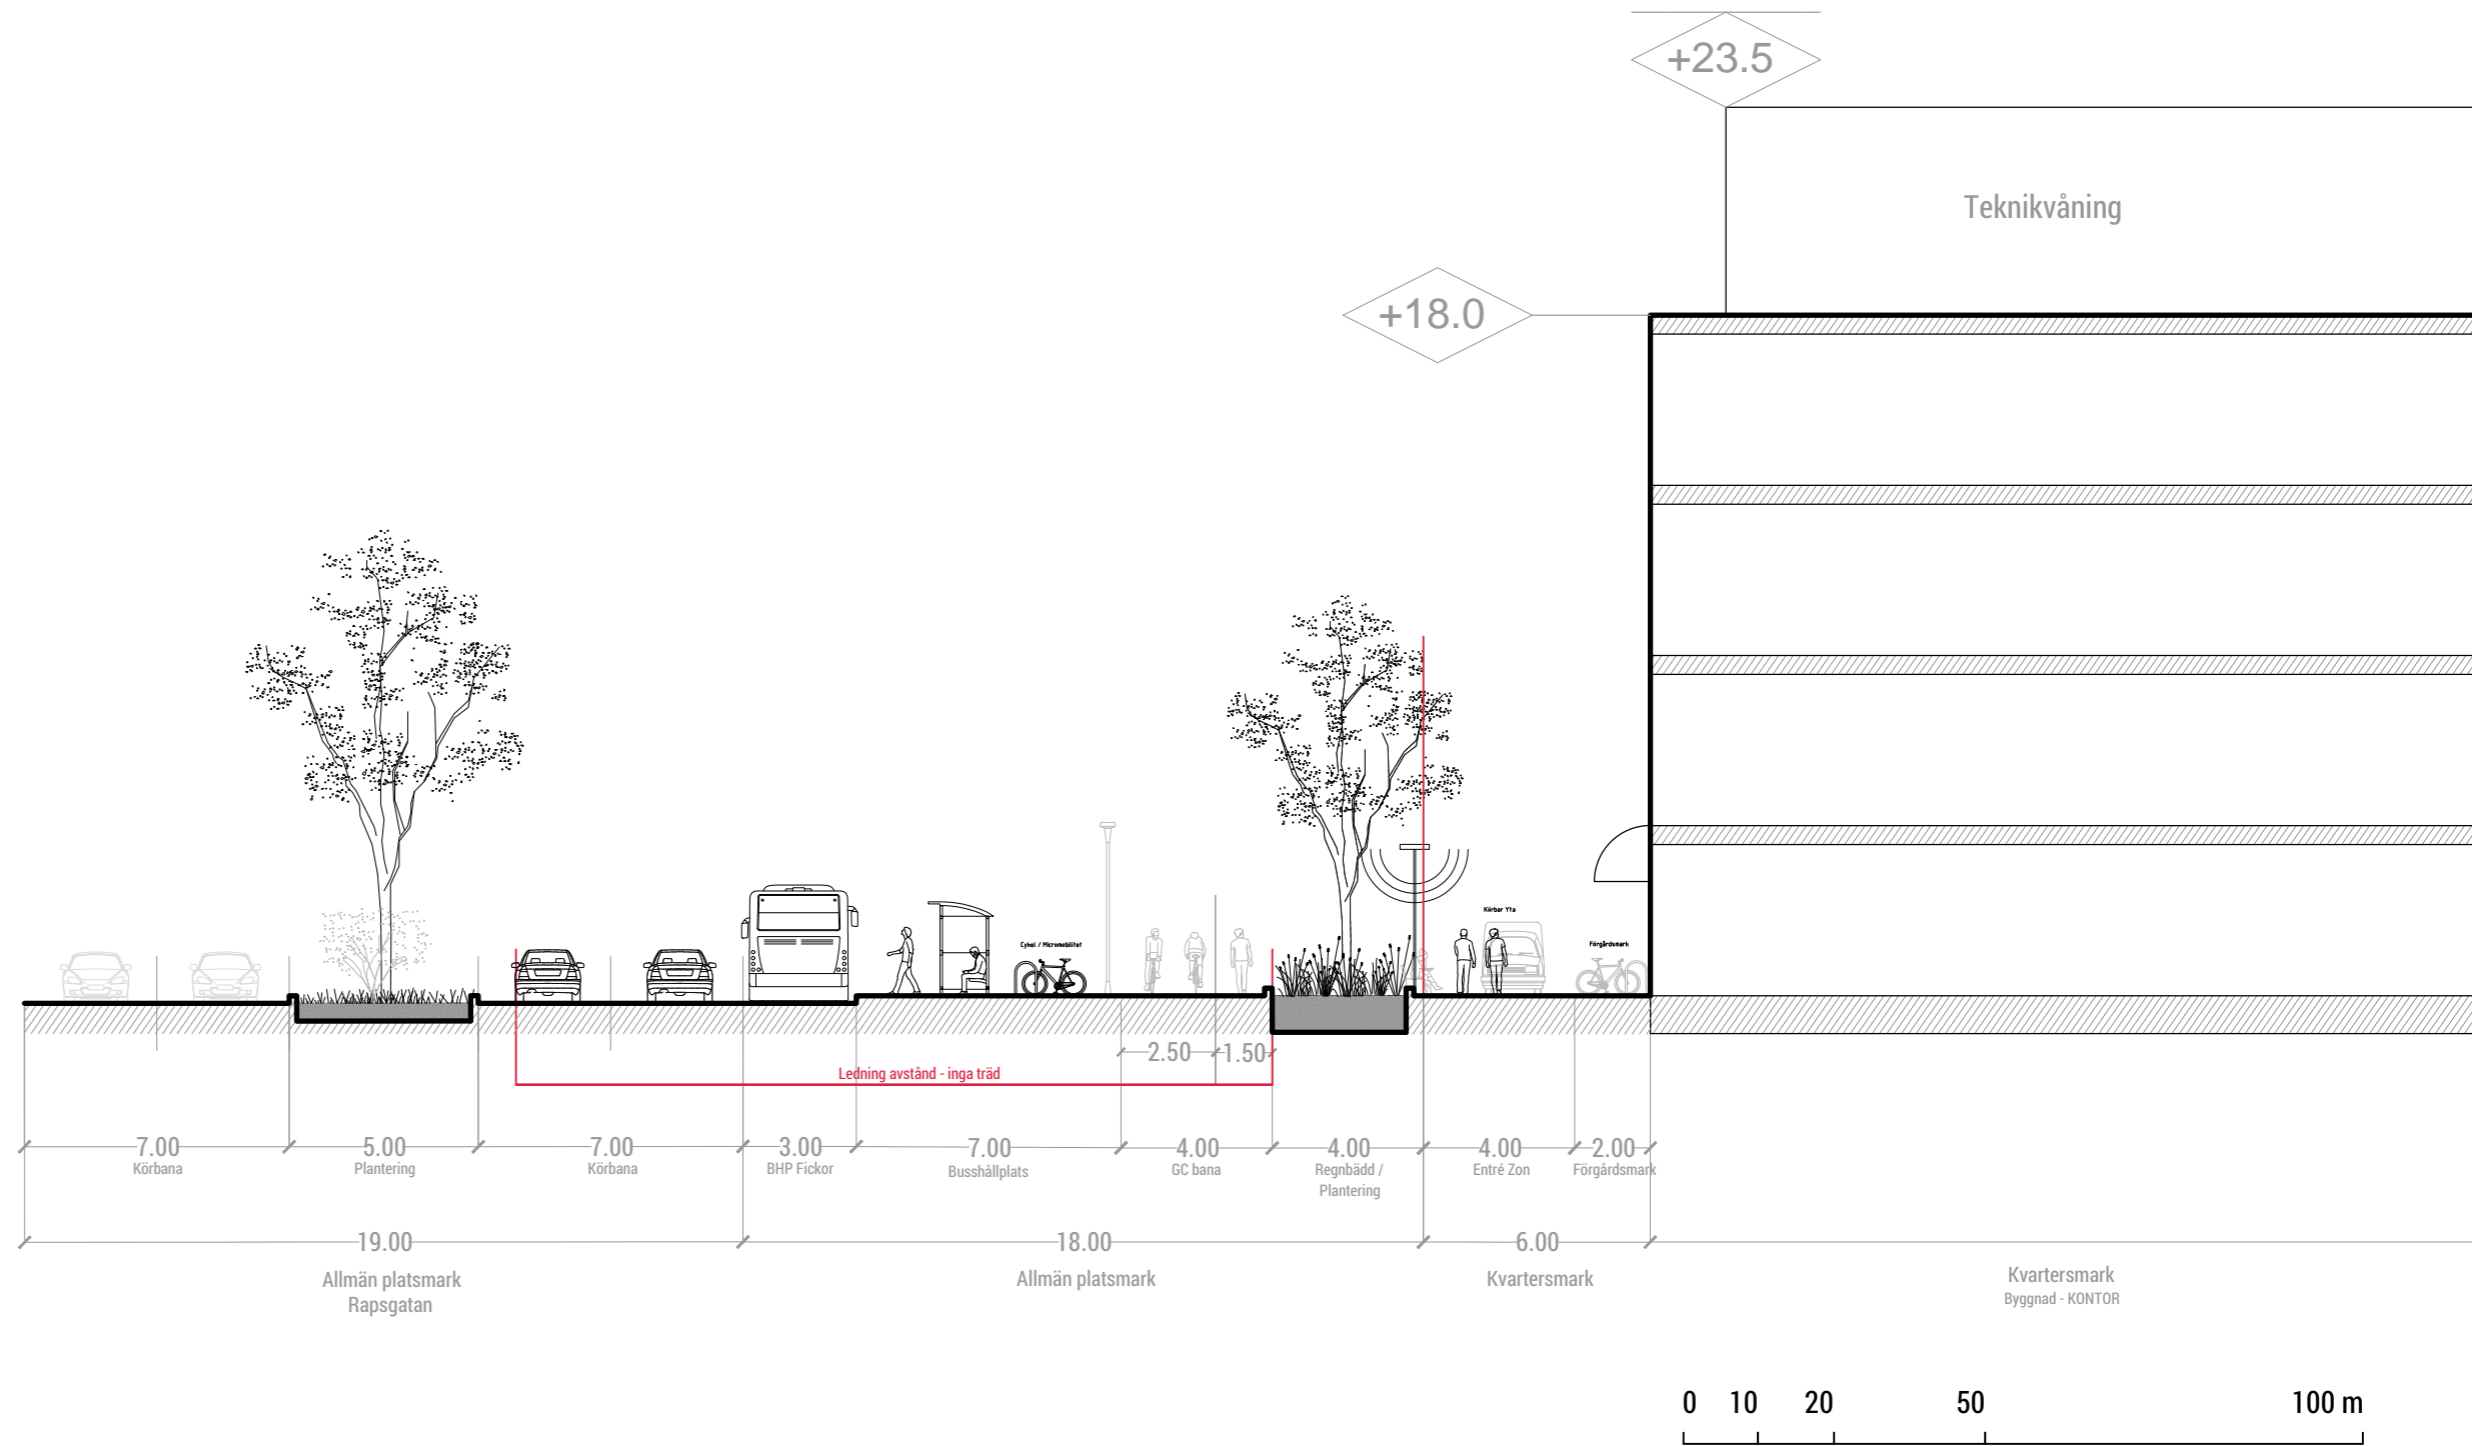 +23.5
Teknikvåning
+18.0
Cykel / Micromobilitet
Körbar Yta
Förgårdsmark
2.50
1.50
Ledning avstånd - inga träd
7.00
5.00
7.00
3.00
7.00
4.00
4.00
4.00
2.00
Körbana
Plantering
Körbana
BHP Fickor
Busshållplats
GC bana
Regnbädd /
Plantering
Entré Zon
Förgårdsmark
19.00
18.00
6.00
Allmän platsmark
Rapsgatan
Allmän platsmark
Kvartersmark
Kvartersmark
Byggnad - KONTOR
0 10 20 50 100 m